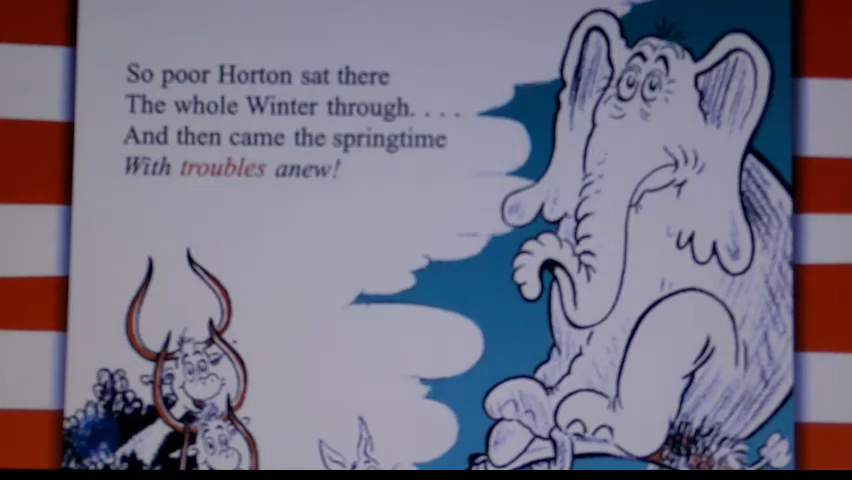 So poor Horton sat there
The whole Winter through. . . .
And then came the springtime
With troubles anew!